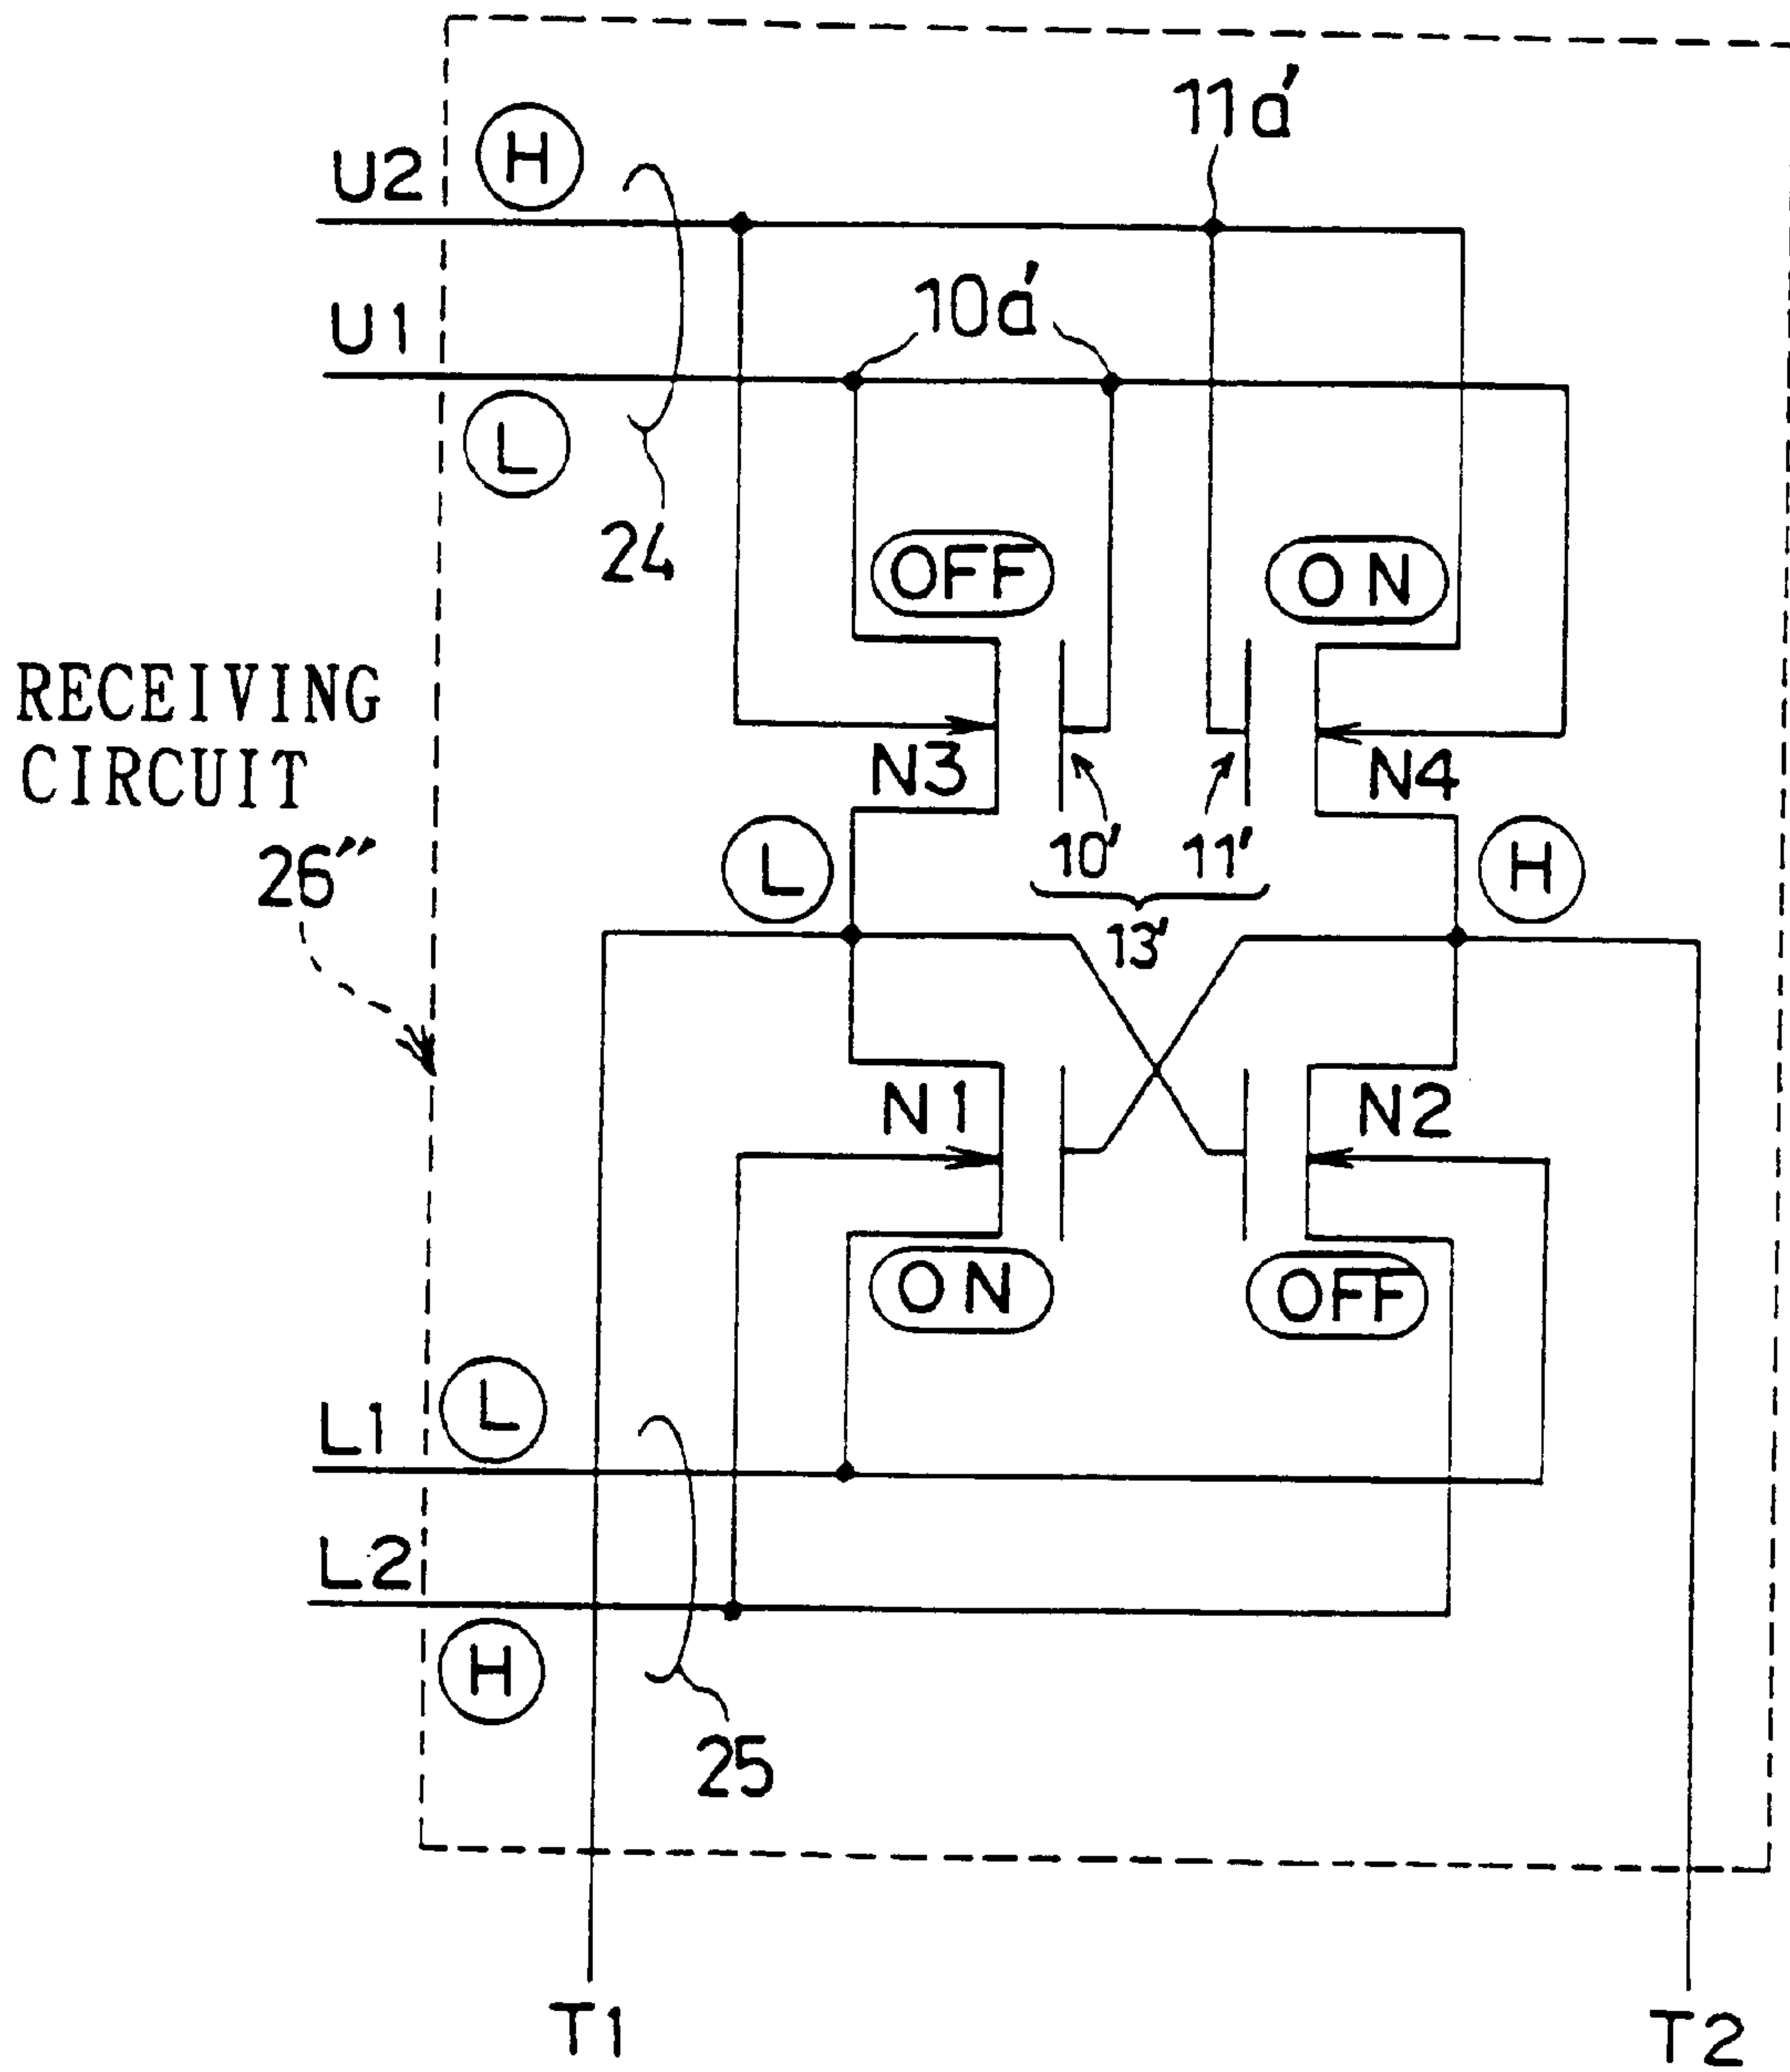 11a'
U2
H
U1
10a'
L
24
OFF
ON
RECEIVING
CIRCUIT
26"
N3
N4
10'
11'
13'
L
H
N1
N2
ON
OFF
L1
L
L2
H
25
T1
T2